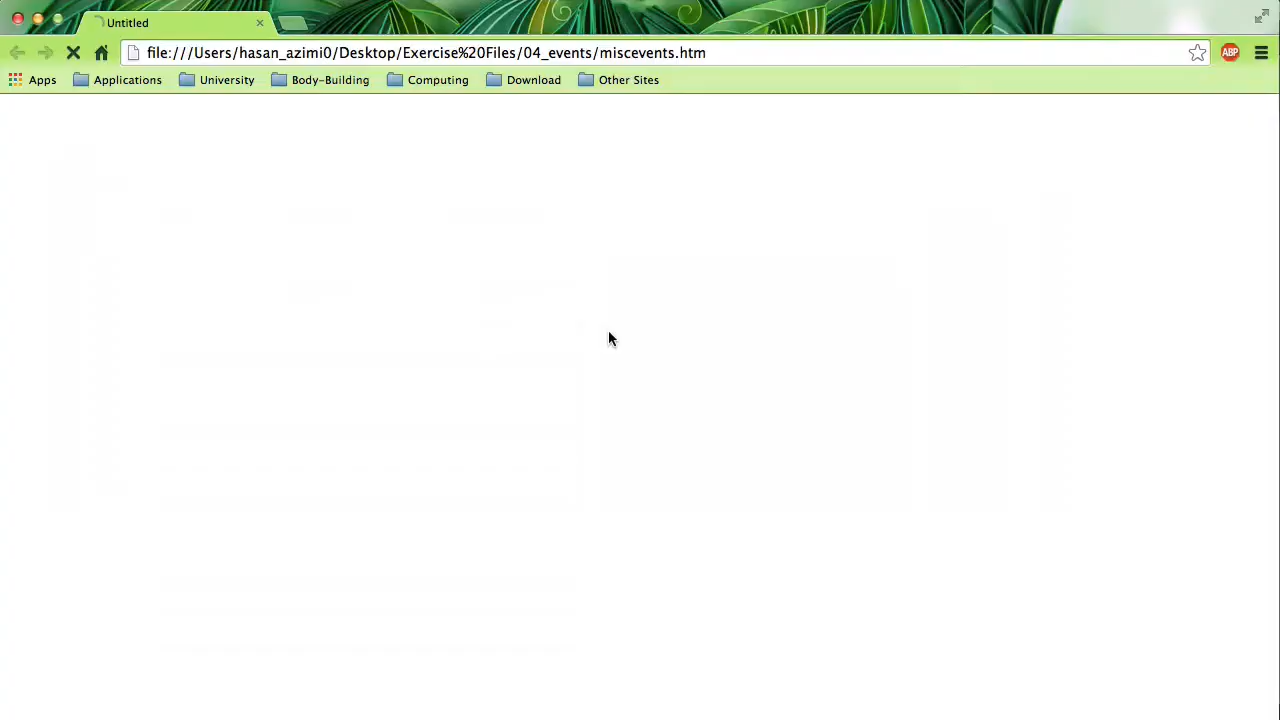 Untitled
file:///Users/hasan_azimi0/Desktop/Exercise%20Files/04_events/miscevents.htm
ABP
Apps Applications University Body-Building Computing Download Other Sites